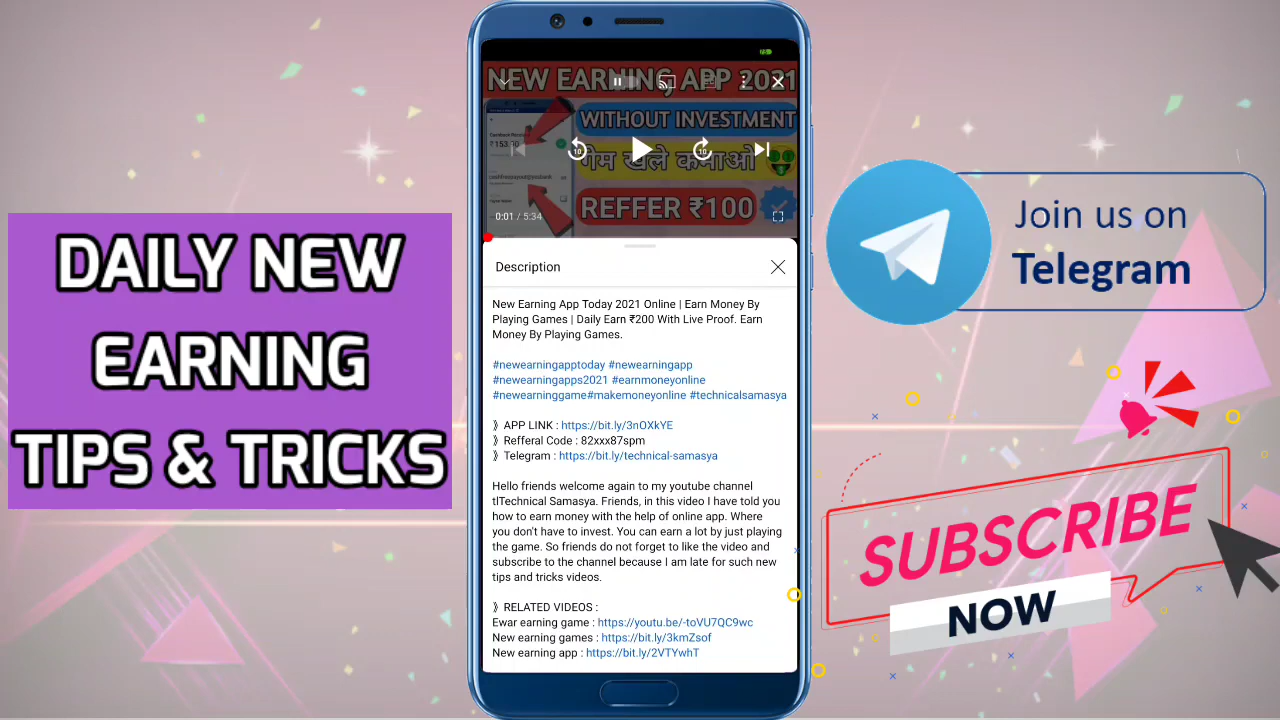 DAILY NEW
EARNING
TIPS & TRICKS
NEW EARNING APP 2021
WITHOUT INVESTMENT
₹153.90
गेम खेले कमाओ
REFFER ₹100
10
10
0:01 / 5:34
Description
New Earning App Today 2021 Online | Earn Money By
Playing Games | Daily Earn ₹200 With Live Proof. Earn
Money By Playing Games.
#newearningapptoday #newearningapp
#newearningapps2021 #earnmoneyonline
#newearninggame#makemoneyonline #technicalsamasya
》 APP LINK : https://bit.ly/3nOXkYE
》 Refferal Code : 82xxx87spm
》 Telegram : https://bit.ly/technical-samasya
Hello friends welcome again to my youtube channel
tlTechnical Samasya. Friends, in this video I have told you
how to earn money with the help of online app. Where
you don't have to invest. You can earn a lot by just playing
the game. So friends do not forget to like the video and
subscribe to the channel because I am late for such new
tips and tricks videos.
》 RELATED VIDEOS :
Ewar earning game : https://youtu.be/-toVU7QC9wc
New earning games : https://bit.ly/3kmZsof
New earning app : https://bit.ly/2VTYwhT
Join us on
Telegram
SUBSCRIBE
NOW